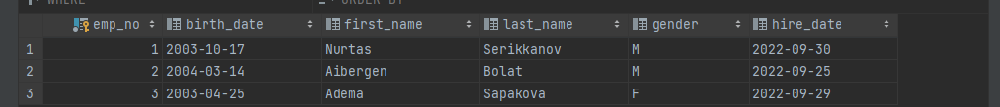 WHERE ORDER BY
emp_no birth_date first_name last_name gender hire_date
1 1 2003-10-17 Nurtas Serikkanov M 2022-09-30
2 2 2004-03-14 Aibergen Bolat M 2022-09-25
3 3 2003-04-25 Adema Sapakova F 2022-09-29